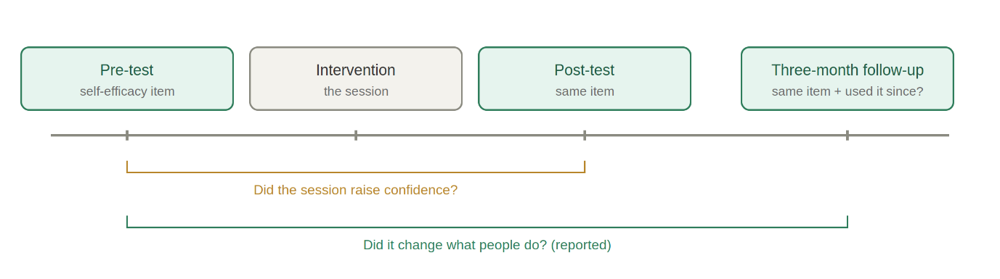 Pre-test
self-efficacy item
Intervention
the session
Post-test
same item
Three-month follow-up
same item + used it since?
Did the session raise confidence?
Did it change what people do? (reported)